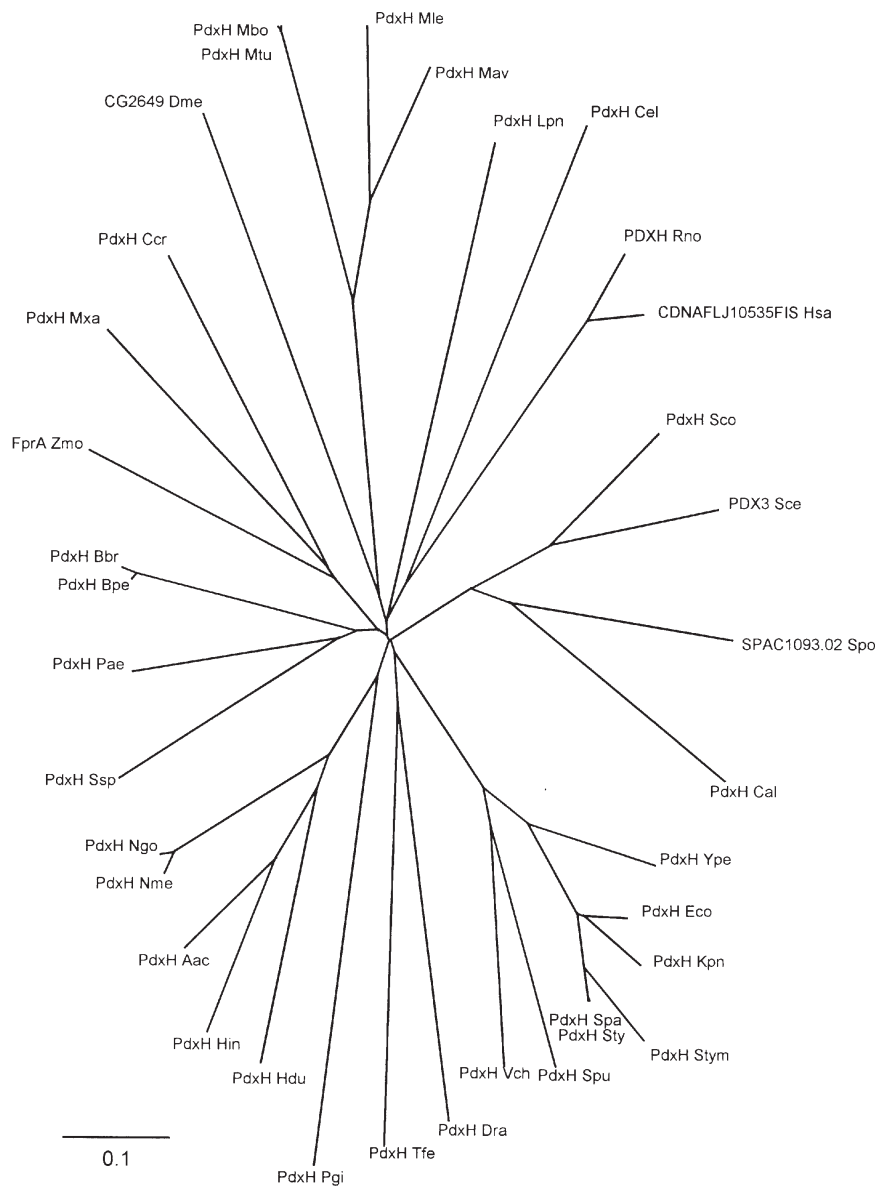 PdxH Mle
PdxH Mbo
PdxH Mtu
PdxH Mav
CG2649 Dme
PdxH Lpn
PdxH Cel
PdxH Ccr
PDXH Rno
PdxH Mxa
CDNAFLJ10535FIS Hsa
PdxH Sco
FprA Zmo
PDX3 Sce
PdxH Bbr
PdxH Bpe
SPAC1093.02 Spo
PdxH Pae
PdxH Ssp
PdxH Cal
PdxH Ngo
PdxH Ype
PdxH Nme
PdxH Eco
PdxH Aac
PdxH Kpn
PdxH Spa
PdxH Sty
PdxH Hin
PdxH Stym
PdxH Hdu
PdxH Vch
PdxH Spu
PdxH Dra
PdxH Tfe
0.1
PdxH Pgi